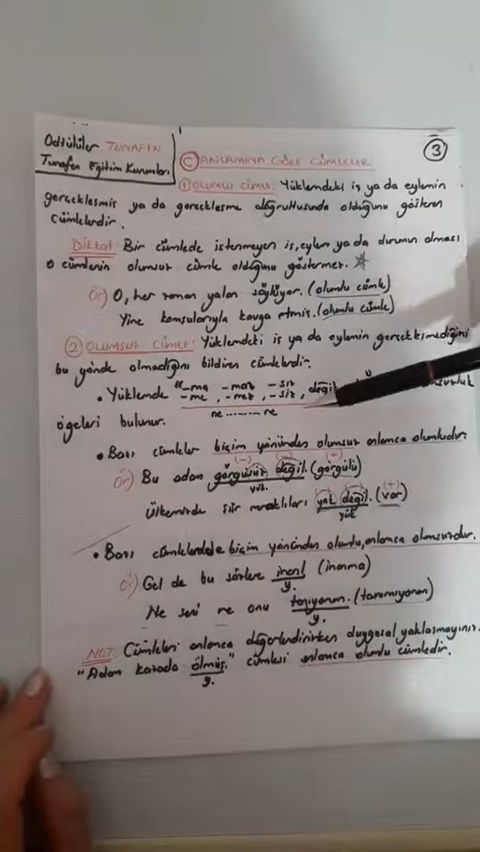 Odtülüler TUNAFEN
Tunafen Eğitim Kurumları
3
C ANLAMINA GÖRE CÜMLELER
1 OLUMLU CÜMLE: Yüklemdeki iş ya da eylemin
gerçekleşmiş ya da gerçekleşme doğrultusunda olduğunu gösteren
cümlelerdir.
Dikkat: Bir cümlede istenmeyen iş, eylem ya da durumun olması
o cümlenin olumsuz cümle olduğunu göstermez.
Ör) O, her zaman yalan söylüyor. (olumlu cümle)
Yine komşularıyla kavga etmiş. (olumlu cümle)
2 OLUMSUZ CÜMLE: Yüklemdeki iş ya da eylemin gerçekleşmediğini
bu yönde olmadığını bildiren cümlelerdir.
• Yüklemde "-ma -maz -sız
-me, -mez, -siz, değil
ne ......... ne
ögeleri bulunur.
• Bazı cümleler biçim yönünden olumsuz anlamca olumludur.
(-) (-) (+)
Ör) Bu adam görgüsüz değil. (görgülü)
yük.
Ülkemizde şiir meraklıları yok değil. (var)
yük
• Bazı cümlelerde biçim yönünden olumlu, anlamca olumsuzdur.
Ör) Gel de bu sözlere inan! (inanma)
y.
Ne seni ne onu tanıyorum. (tanımıyorum)
y.
NOT: Cümleleri anlamca değerlendirirken duygusal yaklaşmayınız.
"Adam kazada ölmüş." cümlesi anlamca olumlu cümledir.
y.